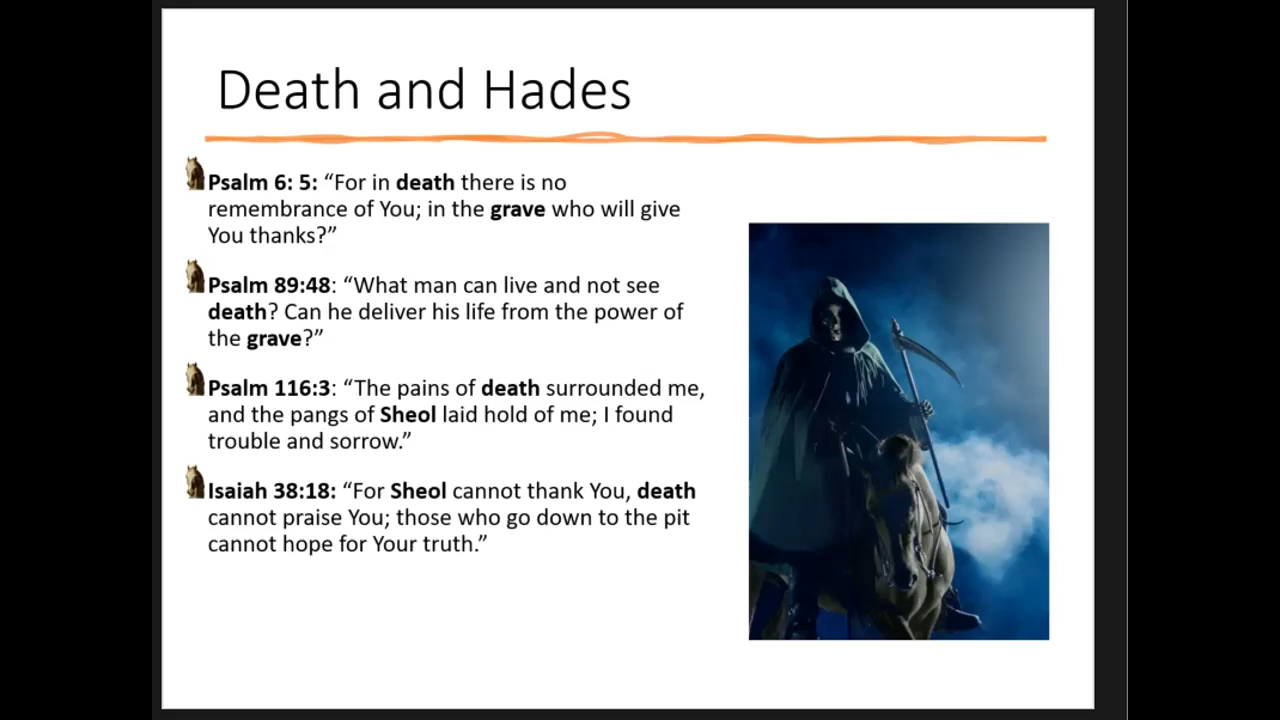 Death and Hades
Psalm 6: 5: “For in death there is no
remembrance of You; in the grave who will give
You thanks?”
Psalm 89:48: “What man can live and not see
death? Can he deliver his life from the power of
the grave?”
Psalm 116:3: “The pains of death surrounded me,
and the pangs of Sheol laid hold of me; I found
trouble and sorrow.”
Isaiah 38:18: “For Sheol cannot thank You, death
cannot praise You; those who go down to the pit
cannot hope for Your truth.”